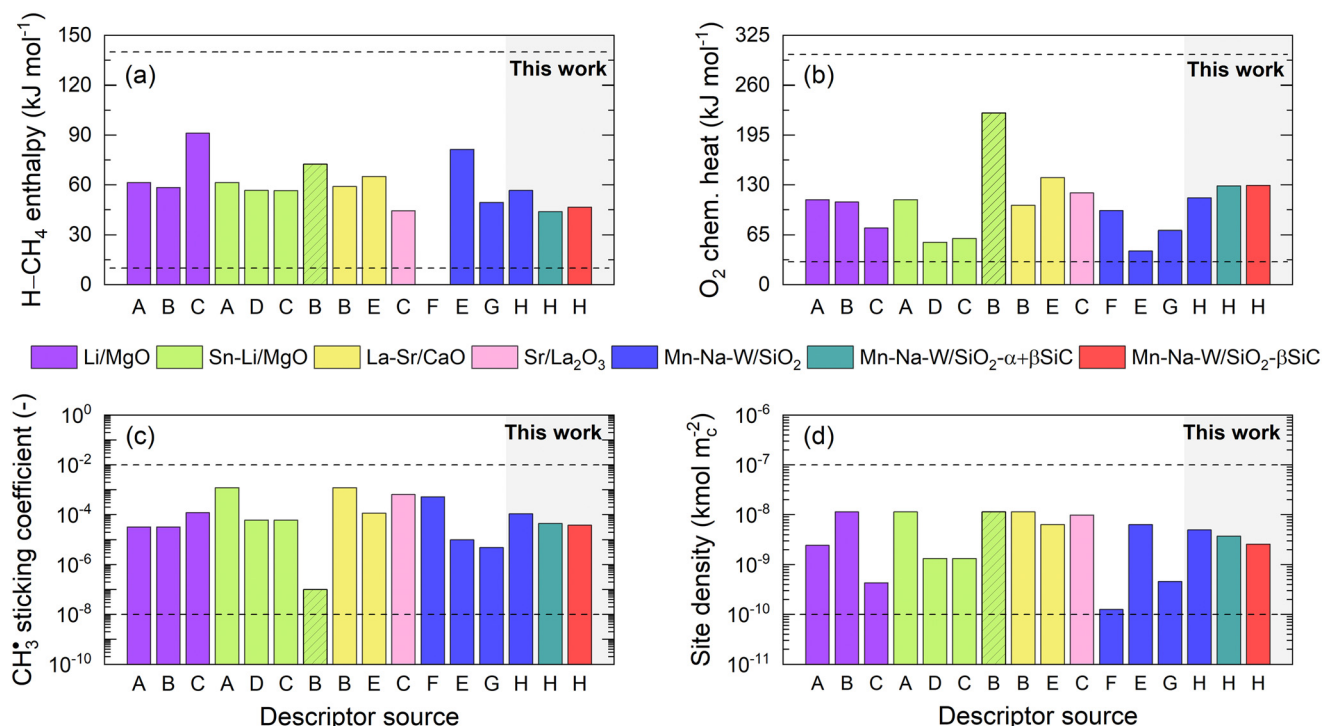 (a)
This work
H−CH₄ enthalpy (kJ mol⁻¹)
150
120
90
60
30
0
A B C A D C B B E C F E G H H H
(b)
This work
O₂ chem. heat (kJ mol⁻¹)
325
260
195
130
65
0
A B C A D C B B E C F E G H H H
Li/MgO Sn-Li/MgO La-Sr/CaO Sr/La₂O₃ Mn-Na-W/SiO₂ Mn-Na-W/SiO₂-α+βSiC Mn-Na-W/SiO₂-βSiC
(c)
This work
CH₃• sticking coefficient (-)
10⁰
10⁻²
10⁻⁴
10⁻⁶
10⁻⁸
10⁻¹⁰
A B C A D C B B E C F E G H H H
Descriptor source
(d)
This work
Site density (kmol m_c⁻²)
10⁻⁶
10⁻⁷
10⁻⁸
10⁻⁹
10⁻¹⁰
10⁻¹¹
A B C A D C B B E C F E G H H H
Descriptor source